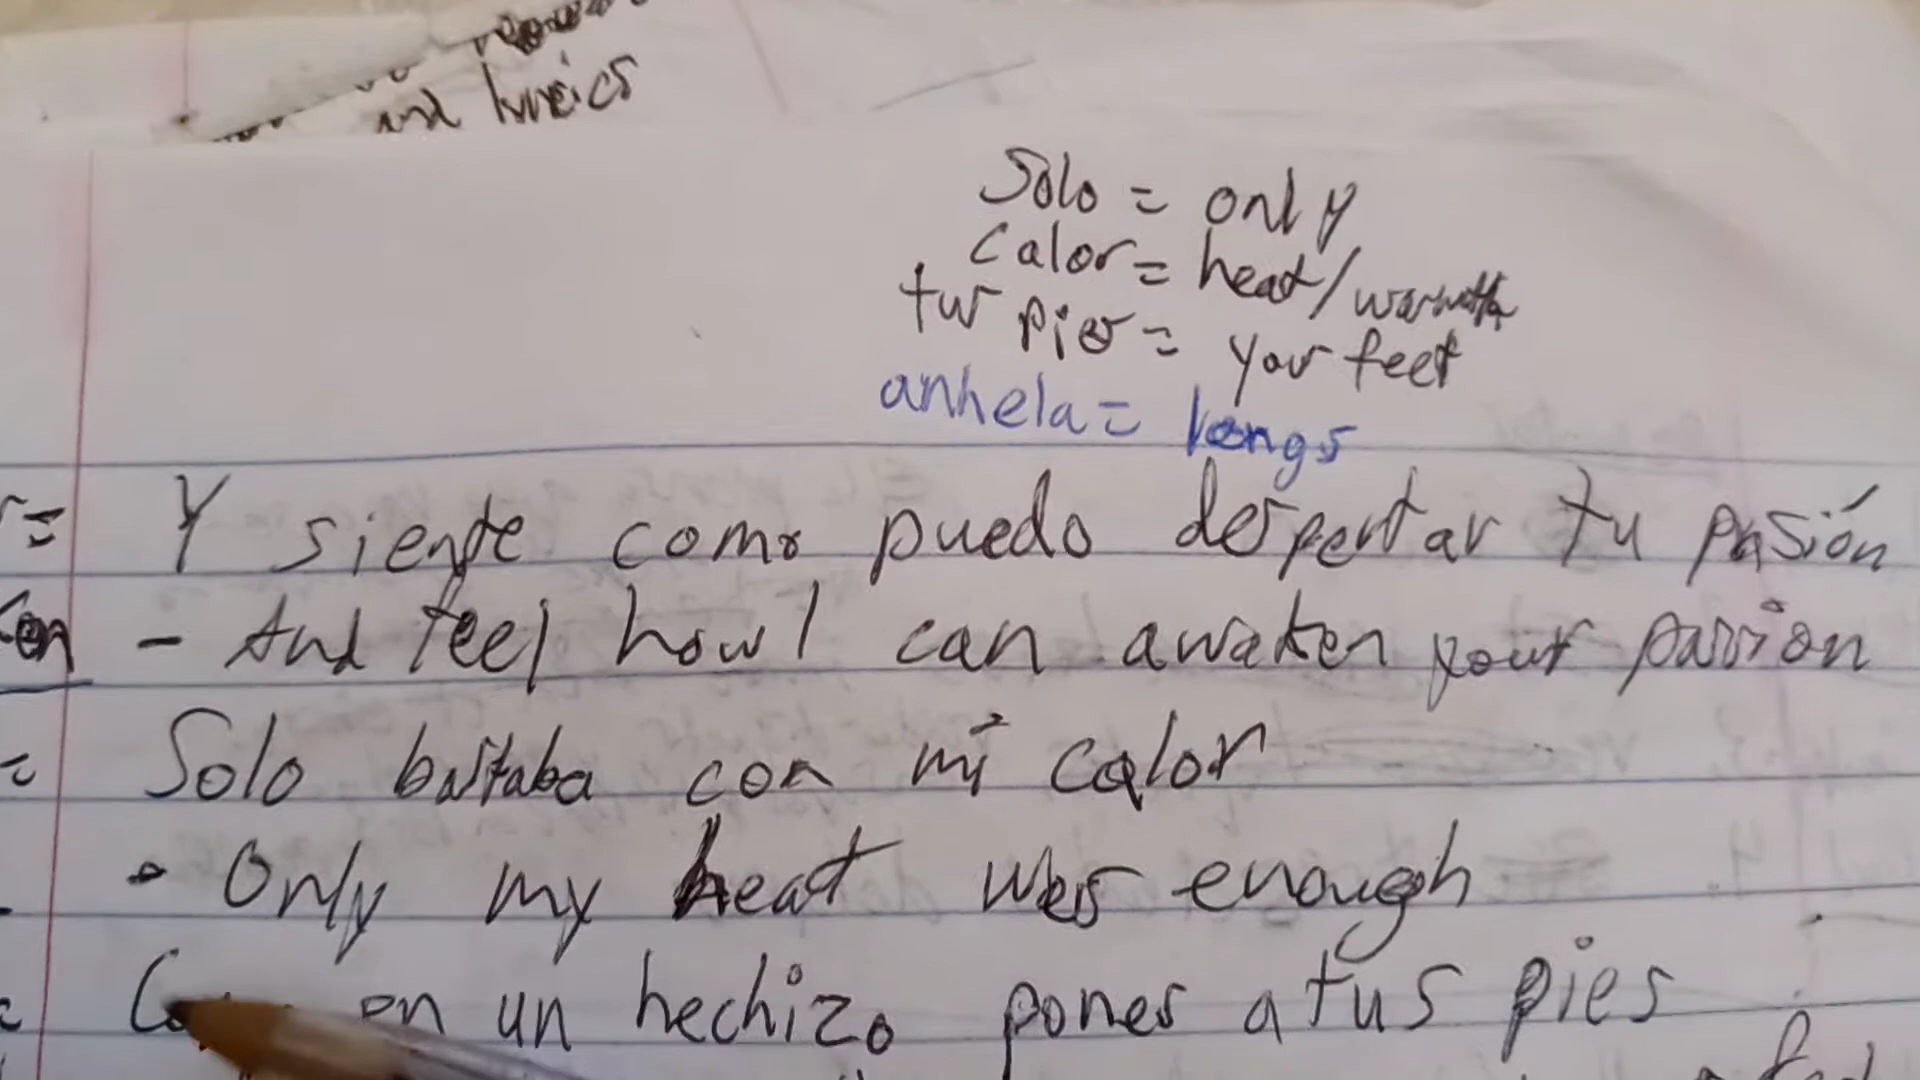 and lyrics
Solo = only
Calor = heat/warmth
tus pies = your feet
anhela = longs
Y siente como puedo despertar tu pasión
- And feel how I can awaken your passion
Solo bastaba con mi calor
- Only my heat was enough
en un hechizo pones a tus pies